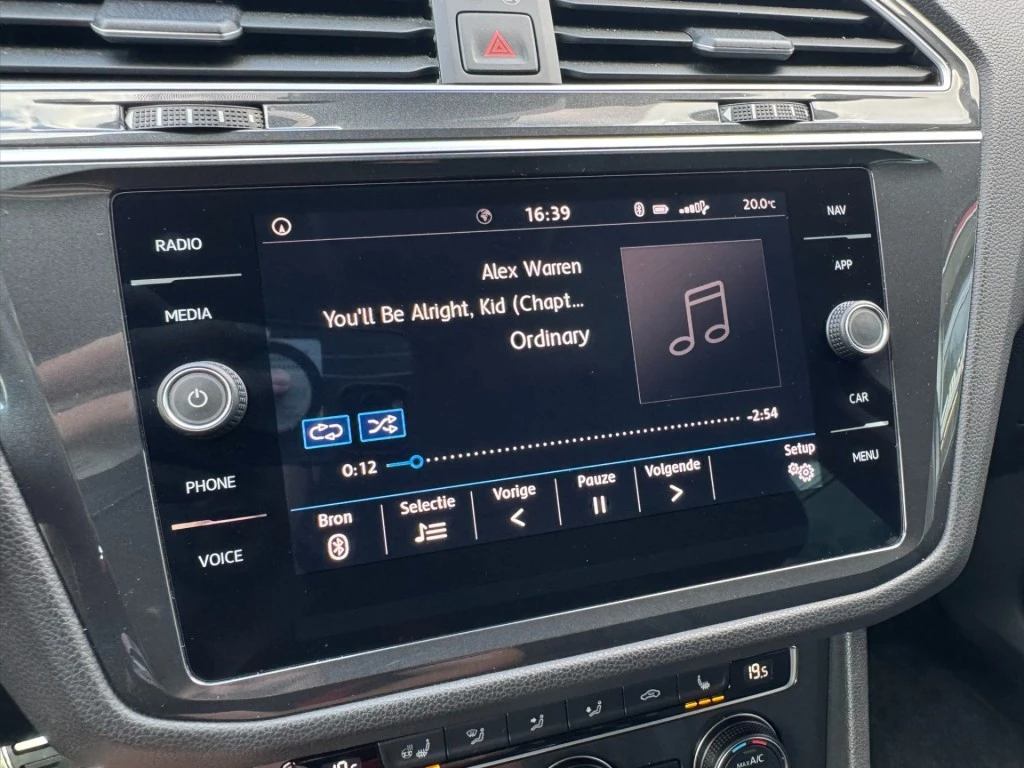 16:39
20.0°C
RADIO
MEDIA
PHONE
VOICE
Alex Warren
You'll Be Alright, Kid (Chapt...
Ordinary
0:12
-2:54
Bron
Selectie
Vorige
Pauze
Volgende
Setup
NAV
APP
CAR
MENU
19.5
MAX A/C